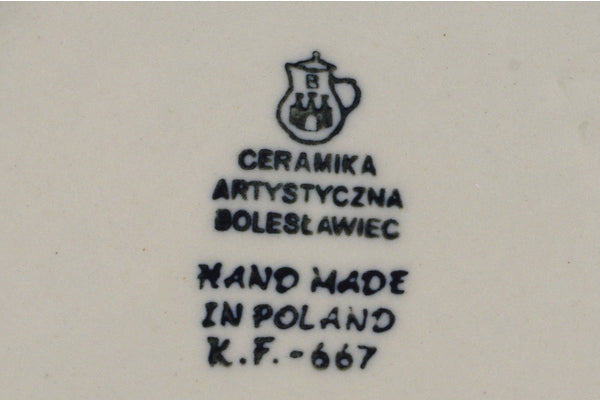 B
CERAMIKA
ARTYSTYCZNA
BOLESŁAWIEC
HAND MADE
IN POLAND
K.F.-667